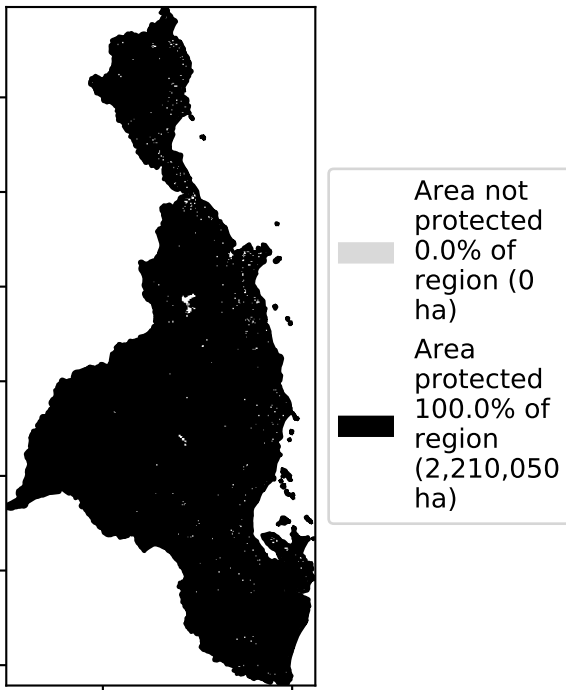 Area not
protected
0.0% of
region (0
ha)
Area
protected
100.0% of
region
(2,210,050
ha)